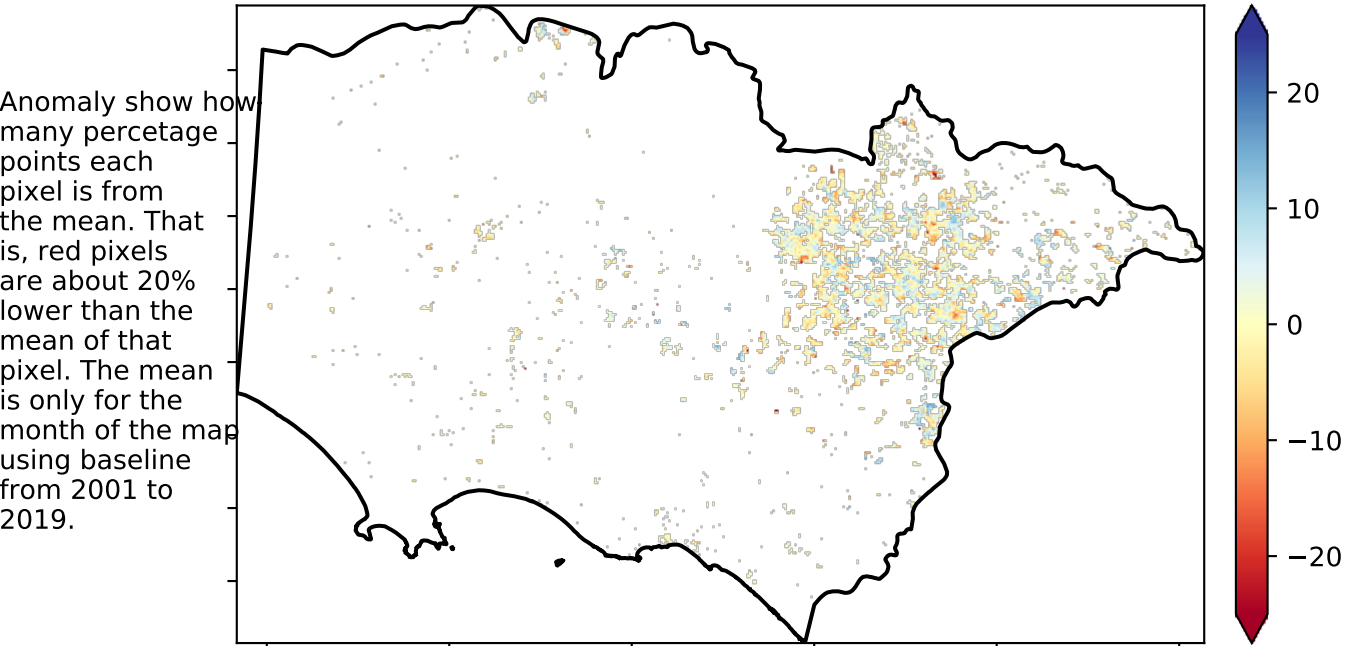 Anomaly show how
many percetage
points each
pixel is from
the mean. That
is, red pixels
are about 20%
lower than the
mean of that
pixel. The mean
is only for the
month of the map
using baseline
from 2001 to
2019.
20
10
0
−10
−20